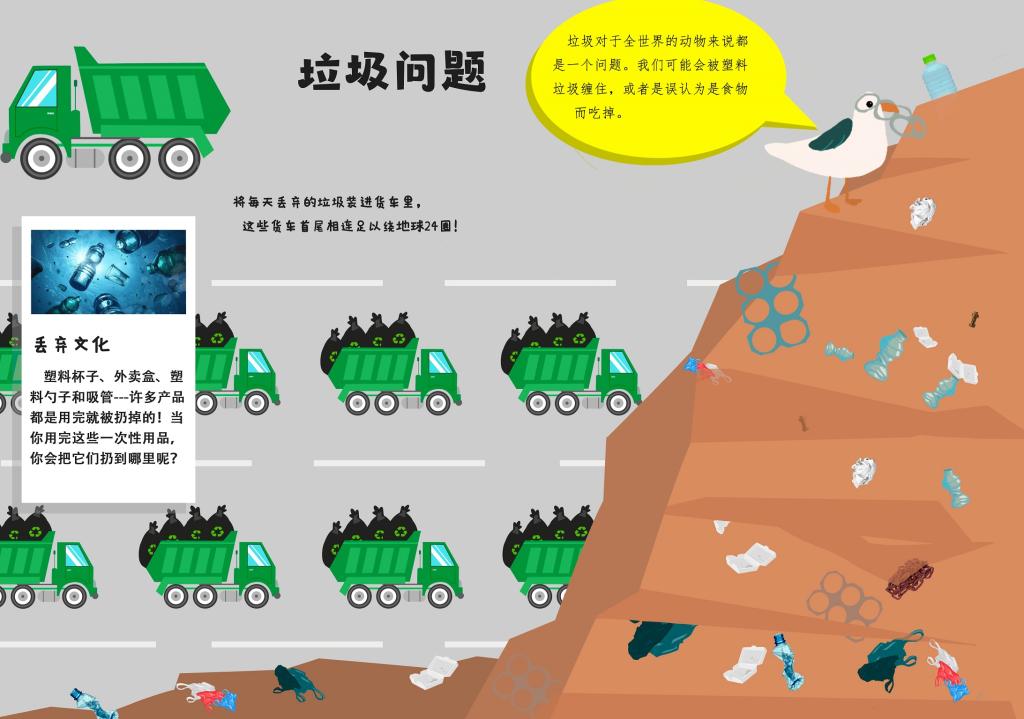 垃圾问题
垃圾对于全世界的动物来说都
是一个问题。我们可能会被塑料
垃圾缠住，或者是误认为是食物
而吃掉。
将每天丢弃的垃圾装进货车里，
这些货车首尾相连足以绕地球24圈！
丢弃文化
塑料杯子、外卖盒、塑
料勺子和吸管---许多产品
都是用完就被扔掉的！当
你用完这些一次性用品，
你会把它们扔到哪里呢？